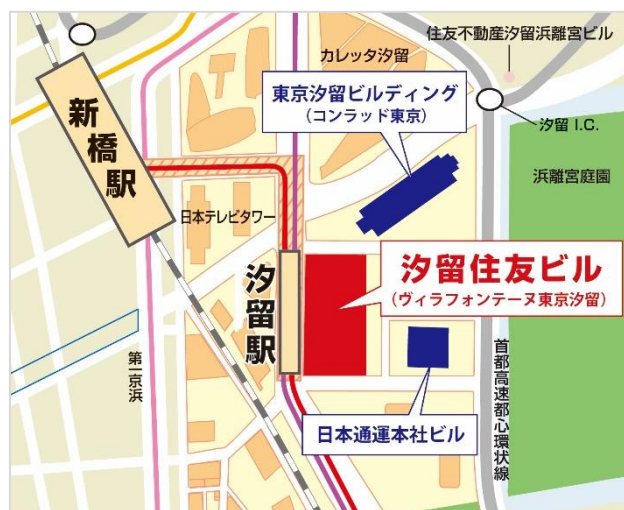 住友不動産汐留浜離宮ビル
カレッタ汐留
東京汐留ビルディング
(コンラッド東京)
汐留 I.C.
新橋駅
浜離宮庭園
日本テレビタワー
汐留駅
汐留住友ビル
(ヴィラフォンテーヌ東京汐留)
第一京浜
首都高速都心環状線
日本通運本社ビル